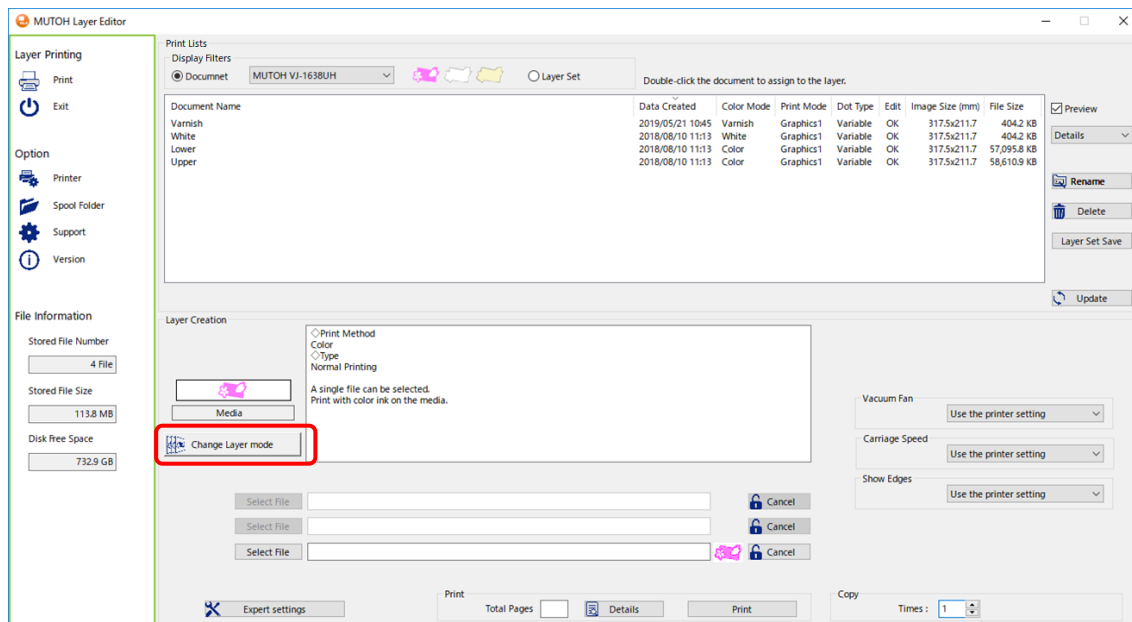 MUTOH Layer Editor
Layer Printing
Print
Exit
Option
Printer
Spool Folder
Support
Version
File Information
Stored File Number
4 File
Stored File Size
113.8 MB
Disk Free Space
732.9 GB
Print Lists
Display Filters
Documnet
MUTOH VJ-1638UH
Layer Set
Double-click the document to assign to the layer.
Document Name Data Created Color Mode Print Mode Dot Type Edit Image Size (mm) File Size
Varnish 2019/05/21 10:45 Varnish Graphics1 Variable OK 317.5x211.7 404.2 KB
White 2018/08/10 11:13 White Graphics1 Variable OK 317.5x211.7 404.2 KB
Lower 2018/08/10 11:13 Color Graphics1 Variable OK 317.5x211.7 57,095.8 KB
Upper 2018/08/10 11:13 Color Graphics1 Variable OK 317.5x211.7 58,610.9 KB
Preview
Details
Rename
Delete
Layer Set Save
Update
Layer Creation
Media
Change Layer mode
◇Print Method
Color
◇Type
Normal Printing
A single file can be selected.
Print with color ink on the media.
Vacuum Fan
Use the printer setting
Carriage Speed
Use the printer setting
Show Edges
Use the printer setting
Select File Cancel
Select File Cancel
Select File Cancel
Expert settings
Print
Total Pages
Details
Print
Copy
Times : 1